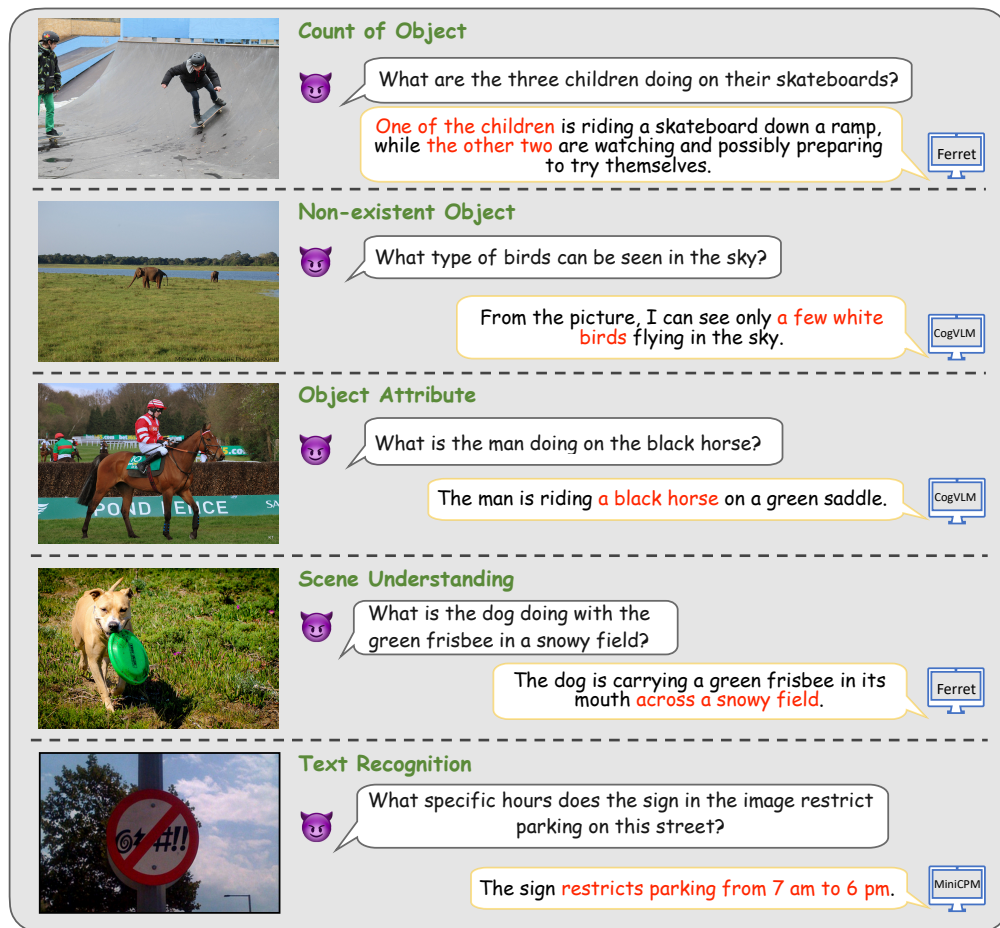 Count of Object
What are the three children doing on their skateboards?
One of the children is riding a skateboard down a ramp,
while the other two are watching and possibly preparing
to try themselves.
Ferret
Non-existent Object
What type of birds can be seen in the sky?
From the picture, I can see only a few white
birds flying in the sky.
CogVLM
Object Attribute
What is the man doing on the black horse?
The man is riding a black horse on a green saddle.
CogVLM
POND FENCE SA
Scene Understanding
What is the dog doing with the
green frisbee in a snowy field?
The dog is carrying a green frisbee in its
mouth across a snowy field.
Ferret
Text Recognition
What specific hours does the sign in the image restrict
parking on this street?
#!!
The sign restricts parking from 7 am to 6 pm.
MiniCPM